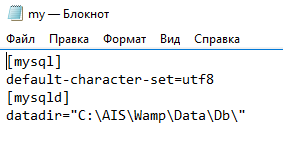 my — Блокнот
Файл Правка Формат Вид Справка
[mysql]
default-character-set=utf8
[mysqld]
datadir="C:\AIS\Wamp\Data\Db\"